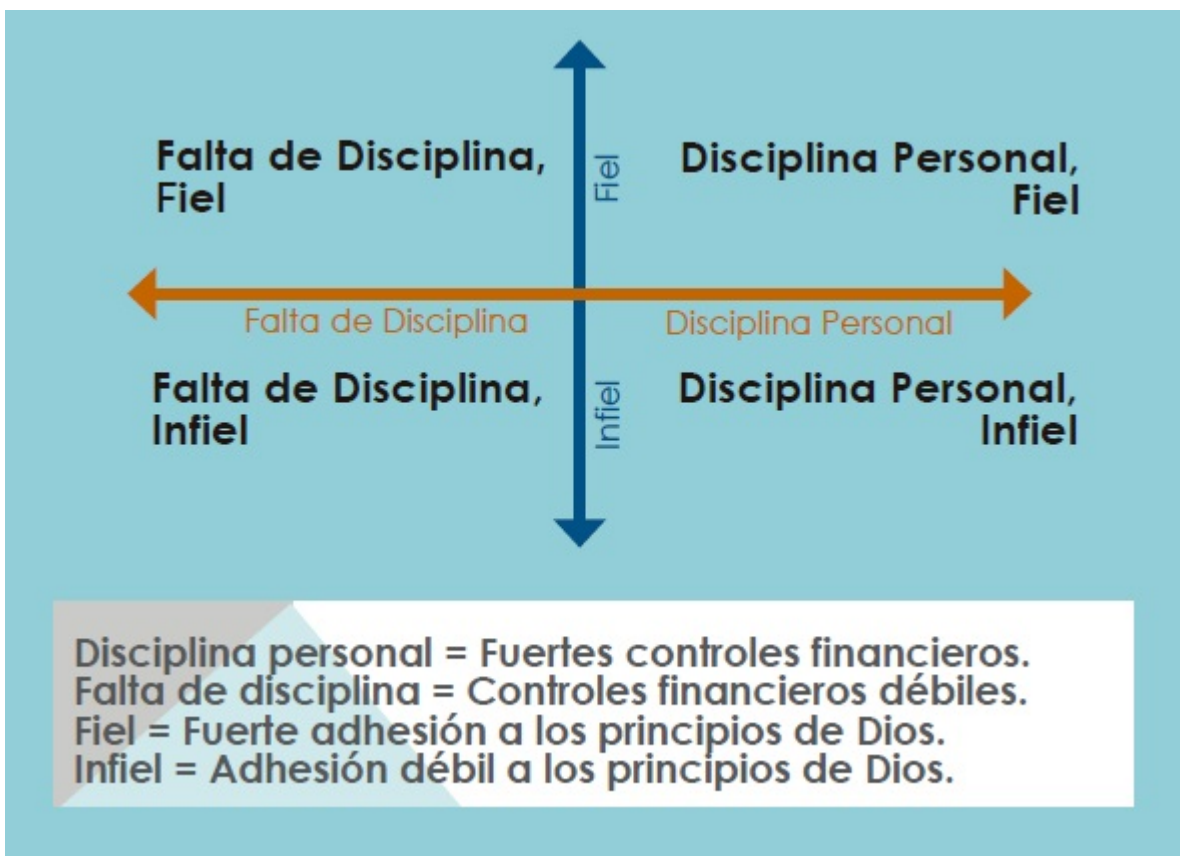 Falta de Disciplina,
Fiel
Fiel
Disciplina Personal,
Fiel
Falta de Disciplina
Disciplina Personal
Falta de Disciplina,
Infiel
Infiel
Disciplina Personal,
Infiel
Disciplina personal = Fuertes controles financieros.
Falta de disciplina = Controles financieros débiles.
Fiel = Fuerte adhesión a los principios de Dios.
Infiel = Adhesión débil a los principios de Dios.